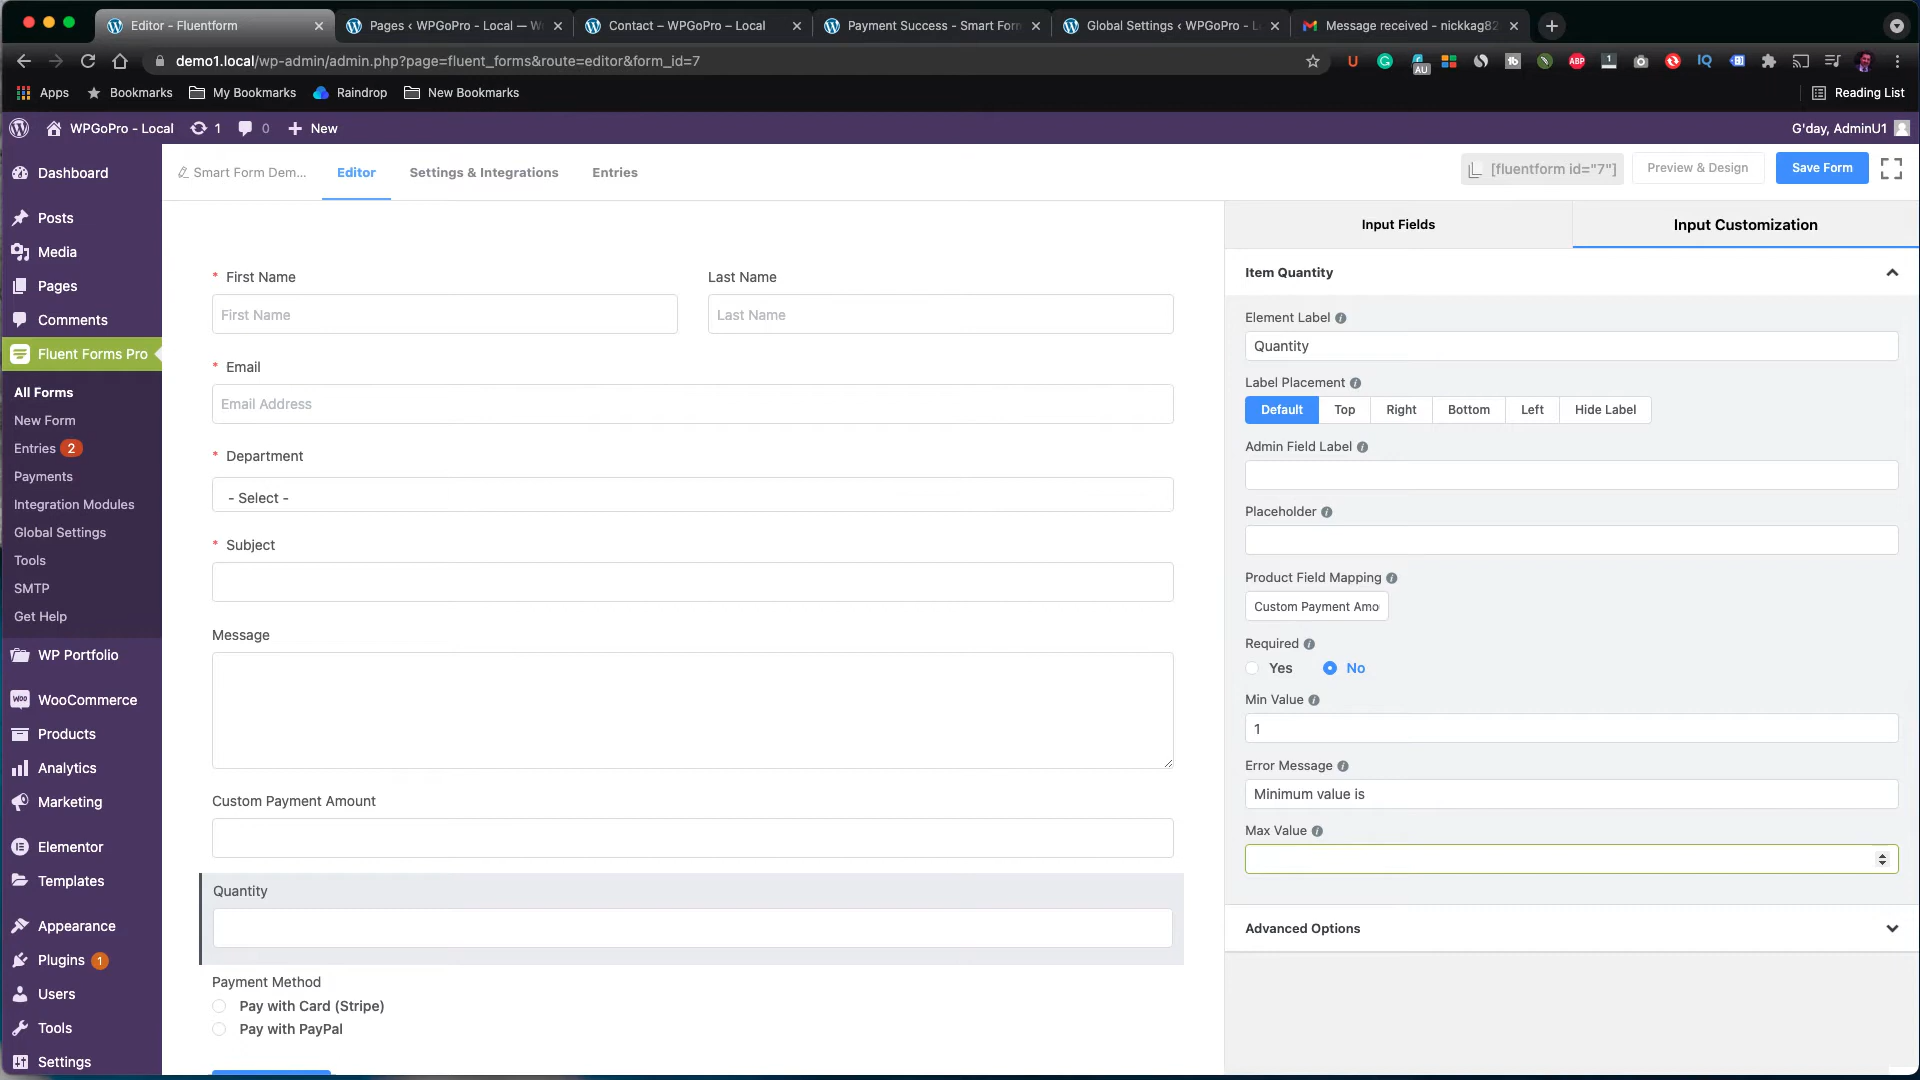 Editor - Fluentform
Pages ‹ WPGoPro - Local — W
Contact – WPGoPro – Local
Payment Success - Smart Form
Global Settings ‹ WPGoPro - L
Message received - nickkag82
demo1.local/wp-admin/admin.php?page=fluent_forms&route=editor&form_id=7
Apps
Bookmarks
My Bookmarks
Raindrop
New Bookmarks
Reading List
WPGoPro - Local
1
0
New
G'day, AdminU1
Smart Form Dem...
Editor
Settings & Integrations
Entries
[fluentform id="7"]
Preview & Design
Save Form
Dashboard
Posts
Media
Pages
Comments
Fluent Forms Pro
All Forms
New Form
Entries 2
Payments
Integration Modules
Global Settings
Tools
SMTP
Get Help
WP Portfolio
WooCommerce
Products
Analytics
Marketing
Elementor
Templates
Appearance
Plugins 1
Users
Tools
Settings
* First Name
First Name
Last Name
Last Name
* Email
Email Address
* Department
- Select -
* Subject
Message
Custom Payment Amount
Quantity
Payment Method
Pay with Card (Stripe)
Pay with PayPal
Input Fields
Input Customization
Item Quantity
Element Label
Quantity
Label Placement
Default
Top
Right
Bottom
Left
Hide Label
Admin Field Label
Placeholder
Product Field Mapping
Custom Payment Amo
Required
Yes
No
Min Value
1
Error Message
Minimum value is
Max Value
Advanced Options